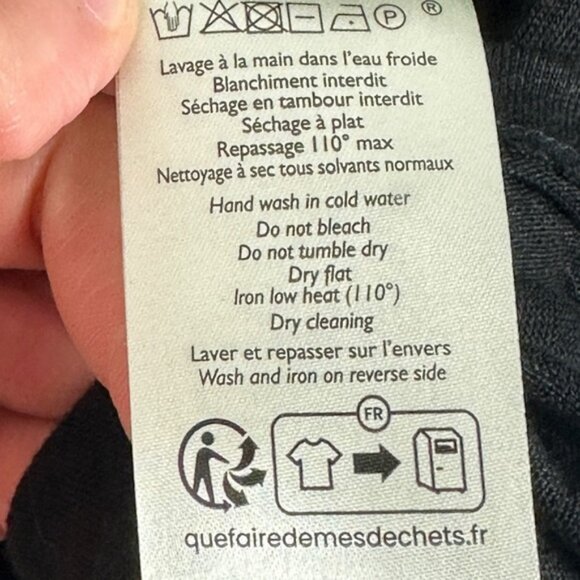 P ®
Lavage à la main dans l'eau froide
Blanchiment interdit
Séchage en tambour interdit
Séchage à plat
Repassage 110° max
Nettoyage à sec tous solvants normaux
Hand wash in cold water
Do not bleach
Do not tumble dry
Dry flat
Iron low heat (110°)
Dry cleaning
Laver et repasser sur l'envers
Wash and iron on reverse side
FR
quefairedemesdechets.fr